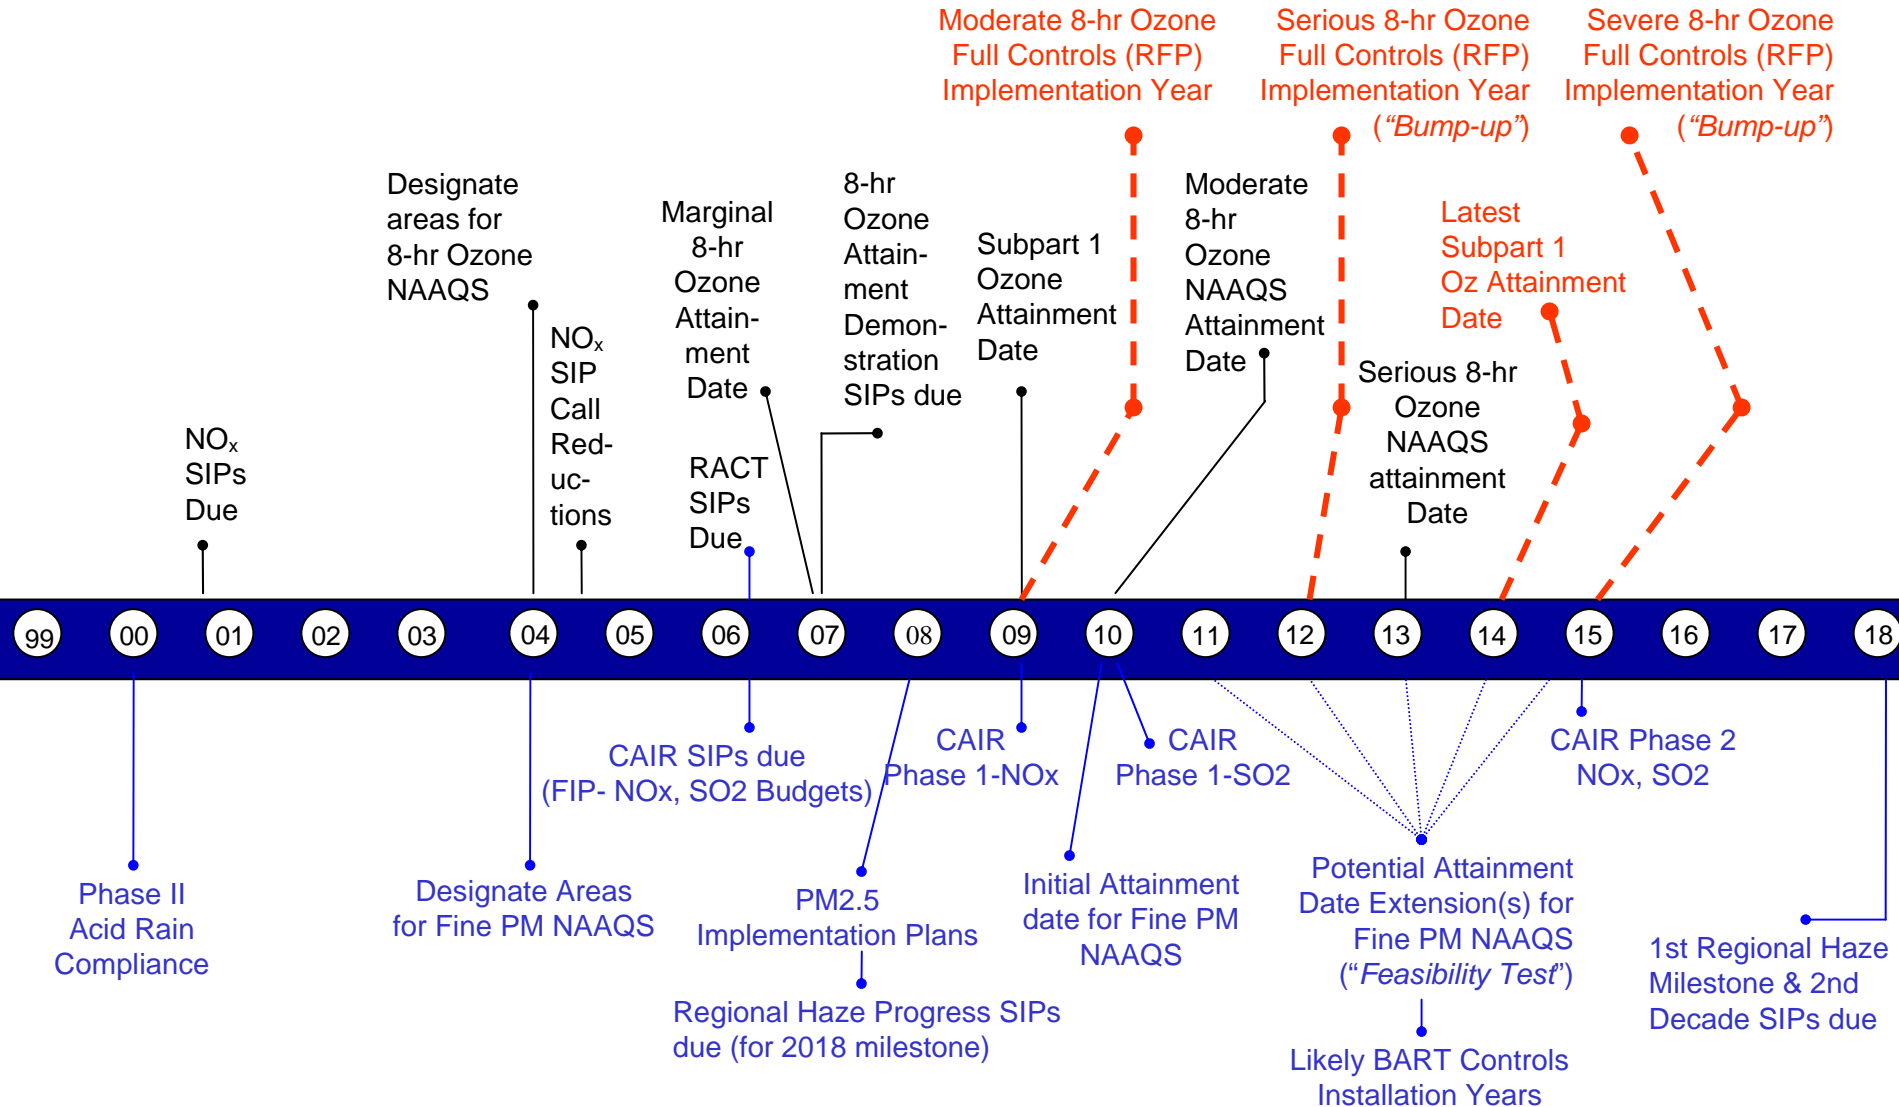 Moderate 8-hr Ozone
Full Controls (RFP)
Implementation Year
Serious 8-hr Ozone
Full Controls (RFP)
Implementation Year
(“Bump-up”)
Severe 8-hr Ozone
Full Controls (RFP)
Implementation Year
(“Bump-up”)
Designate
areas for
8-hr Ozone
NAAQS
Marginal
8-hr
Ozone
Attain-
ment
Date
8-hr
Ozone
Attain-
ment
Demon-
stration
SIPs due
Subpart 1
Ozone
Attainment
Date
Moderate
8-hr
Ozone
NAAQS
Attainment
Date
Latest
Subpart 1
Oz Attainment
Date
NOx
SIP
Call
Red-
uc-
tions
Serious 8-hr
Ozone
NAAQS
attainment
Date
NOx
SIPs
Due
RACT
SIPs
Due
99 00 01 02 03 04 05 06 07 08 09 10 11 12 13 14 15 16 17 18
CAIR SIPs due
(FIP- NOx, SO2 Budgets)
CAIR
Phase 1-NOx
CAIR
Phase 1-SO2
CAIR Phase 2
NOx, SO2
Phase II
Acid Rain
Compliance
Designate Areas
for Fine PM NAAQS
PM2.5
Implementation Plans
Initial Attainment
date for Fine PM
NAAQS
Potential Attainment
Date Extension(s) for
Fine PM NAAQS
(“Feasibility Test”)
1st Regional Haze
Milestone & 2nd
Decade SIPs due
Regional Haze Progress SIPs
due (for 2018 milestone)
Likely BART Controls
Installation Years